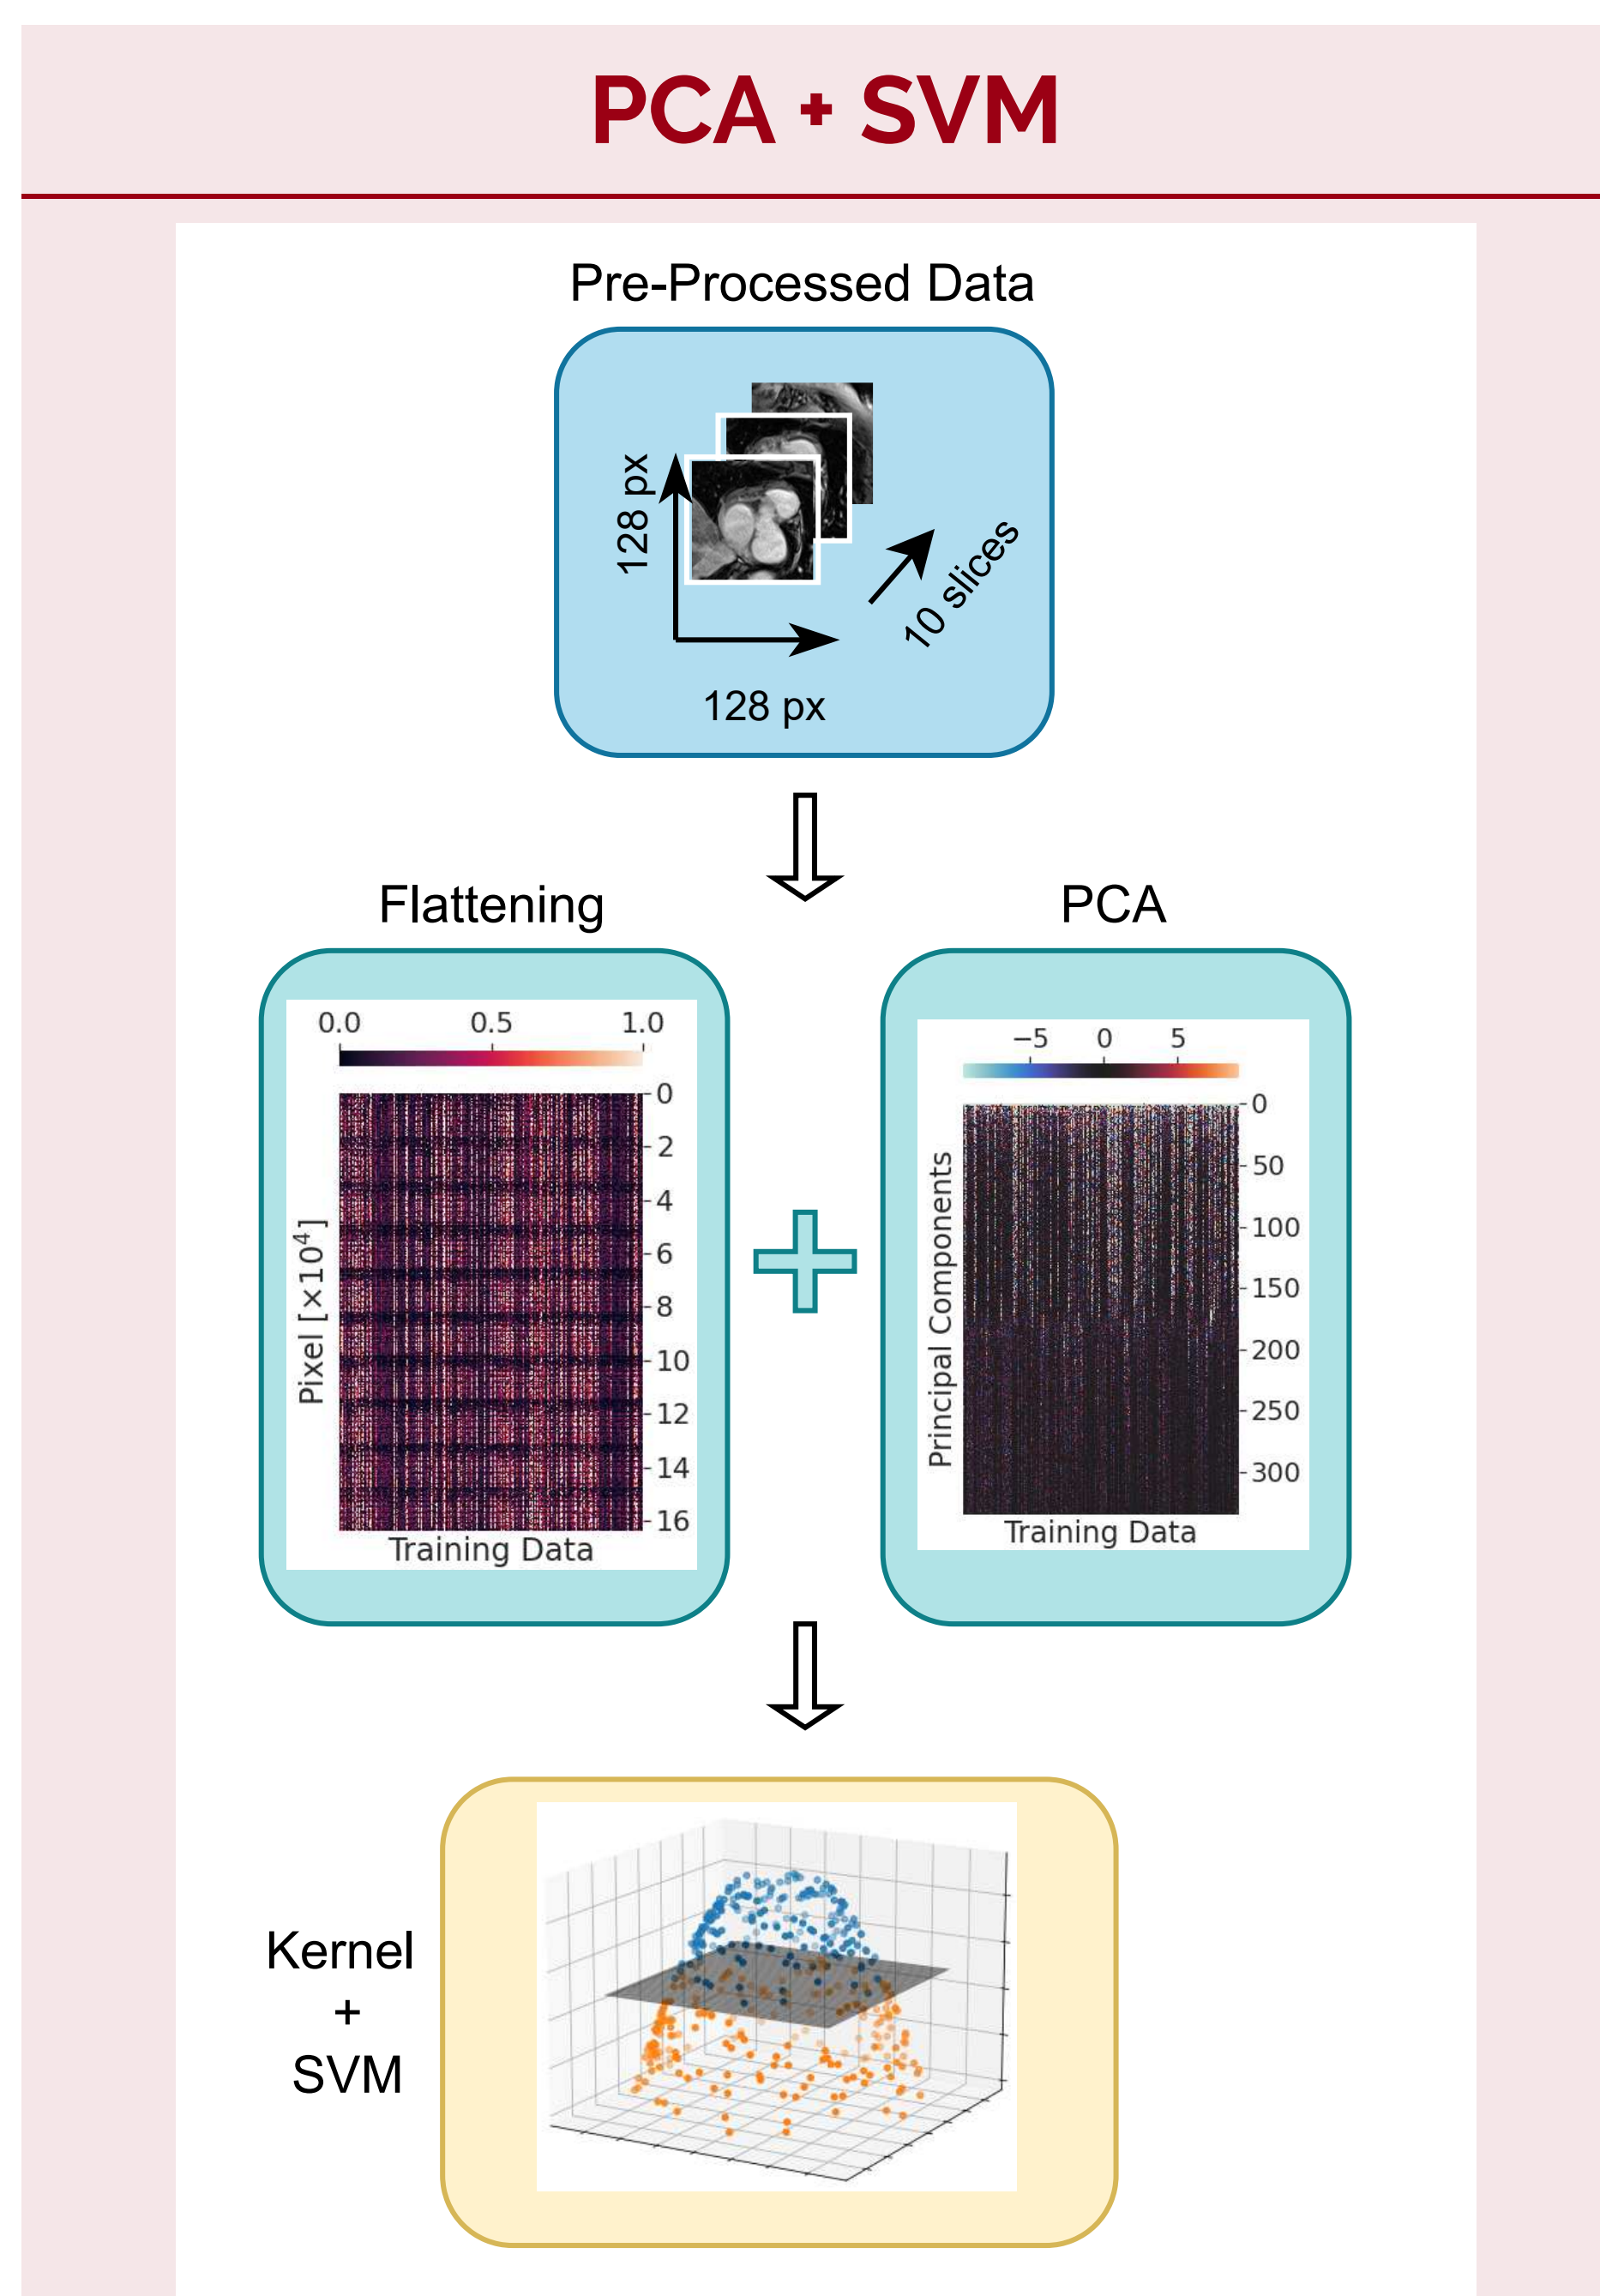 PCA + SVM
Pre-Processed Data
128 px
10 slices
128 px
Flattening
0.0 0.5 1.0
0
2
4
6
8
10
12
14
16
Pixel [×10⁴]
Training Data
PCA
−5 0 5
0
50
100
150
200
250
300
Principal Components
Training Data
Kernel
+
SVM